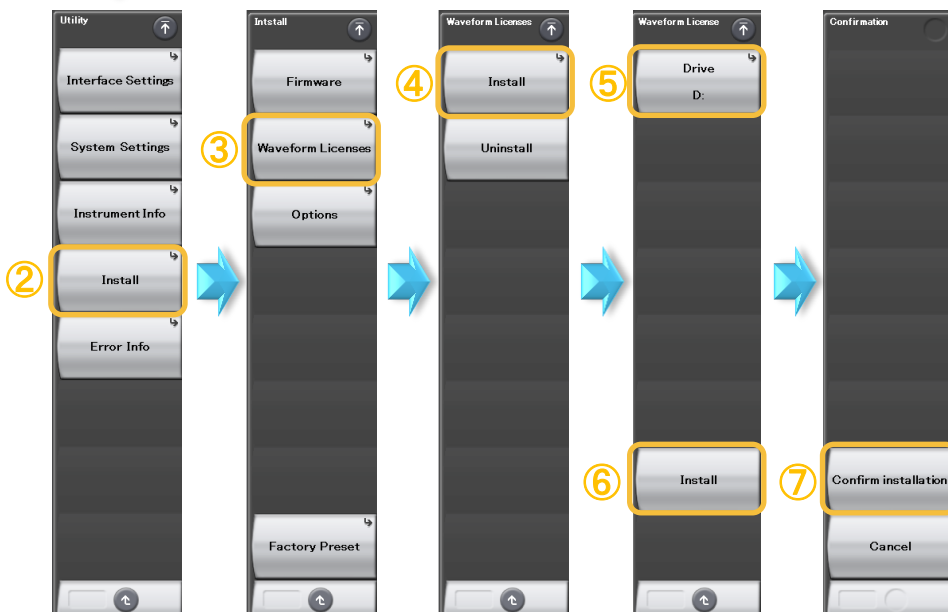 Utility
Interface Settings
System Settings
Instrument Info
②
Install
Error Info
Intstall
Firmware
③
Waveform Licenses
Options
Factory Preset
Waveform Licenses
④
Install
Uninstall
Waveform License
⑤
Drive
D:
⑥
Install
Confirmation
⑦
Confirm installation
Cancel